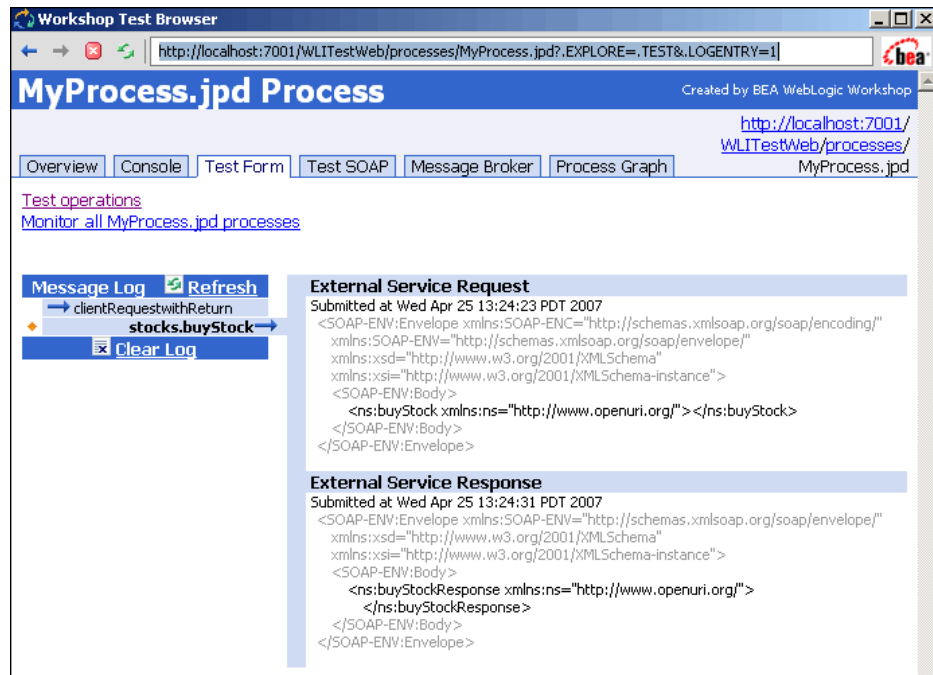 Workshop Test Browser
http://localhost:7001/WLITestWeb/processes/MyProcess.jpd?.EXPLORE=.TEST&.LOGENTRY=1
bea
MyProcess.jpd Process
Created by BEA WebLogic Workshop
http://localhost:7001/
WLITestWeb/processes/
MyProcess.jpd
Overview Console Test Form Test SOAP Message Broker Process Graph
Test operations
Monitor all MyProcess.jpd processes
Message Log Refresh
clientRequestwithReturn
stocks.buyStock
Clear Log
External Service Request
Submitted at Wed Apr 25 13:24:23 PDT 2007
<SOAP-ENV:Envelope xmlns:SOAP-ENC="http://schemas.xmlsoap.org/soap/encoding/"
xmlns:SOAP-ENV="http://schemas.xmlsoap.org/soap/envelope/"
xmlns:xsd="http://www.w3.org/2001/XMLSchema"
xmlns:xsi="http://www.w3.org/2001/XMLSchema-instance">
<SOAP-ENV:Body>
<ns:buyStock xmlns:ns="http://www.openuri.org/"></ns:buyStock>
</SOAP-ENV:Body>
</SOAP-ENV:Envelope>
External Service Response
Submitted at Wed Apr 25 13:24:31 PDT 2007
<SOAP-ENV:Envelope xmlns:SOAP-ENV="http://schemas.xmlsoap.org/soap/envelope/"
xmlns:xsd="http://www.w3.org/2001/XMLSchema"
xmlns:xsi="http://www.w3.org/2001/XMLSchema-instance">
<SOAP-ENV:Body>
<ns:buyStockResponse xmlns:ns="http://www.openuri.org/">
</ns:buyStockResponse>
</SOAP-ENV:Body>
</SOAP-ENV:Envelope>